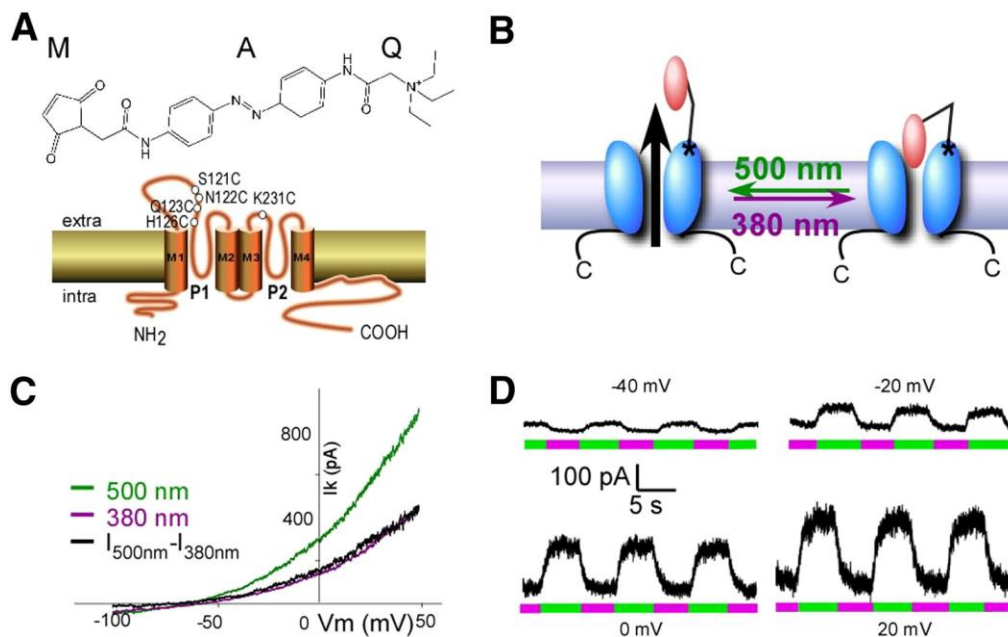 A
M A Q
O
O
O
NH
N
N
NH
O
N+
I
S121C
N122C
Q123C
K231C
H126C
extra
M1 M2 M3 M4
intra
P1 P2
NH2
COOH
B
*
*
500 nm
380 nm
C C C C
C
800
Ik (pA)
500 nm
380 nm
I500nm-I380nm
400
-100 -50 0 Vm (mV) 50
D
-40 mV -20 mV
100 pA
5 s
0 mV 20 mV